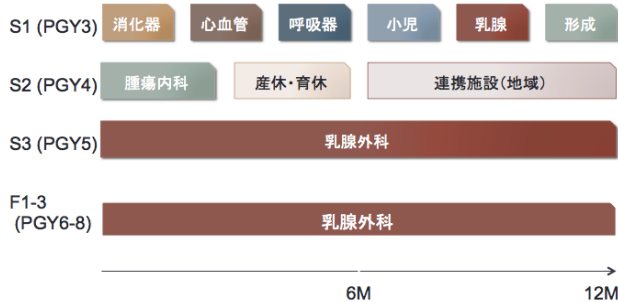 S1 (PGY3) 消化器 心血管 呼吸器 小児 乳腺 形成
S2 (PGY4) 腫瘍内科 産休・育休 連携施設(地域)
S3 (PGY5) 乳腺外科
F1-3
(PGY6-8) 乳腺外科
6M 12M